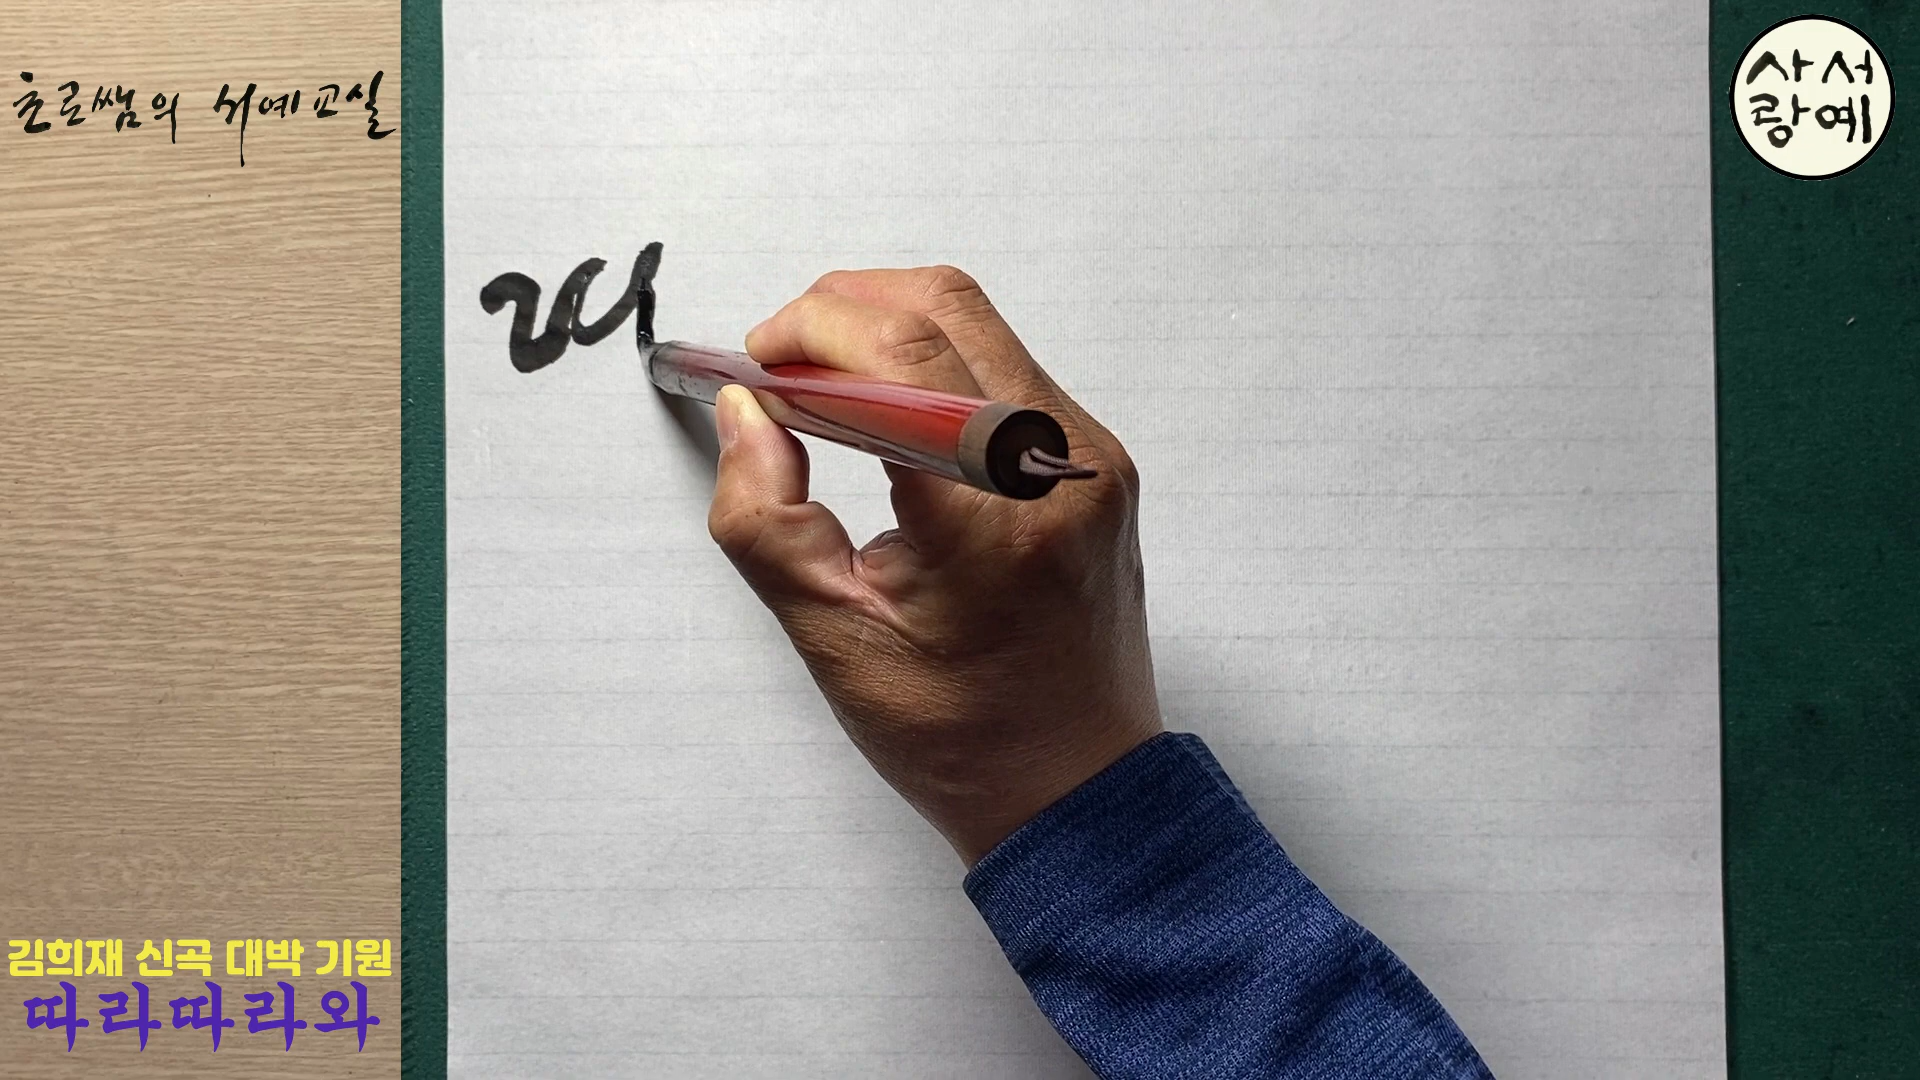 초로쌤의 서예교실
서예
사랑
김희재 신곡 대박 기원
따라따라와